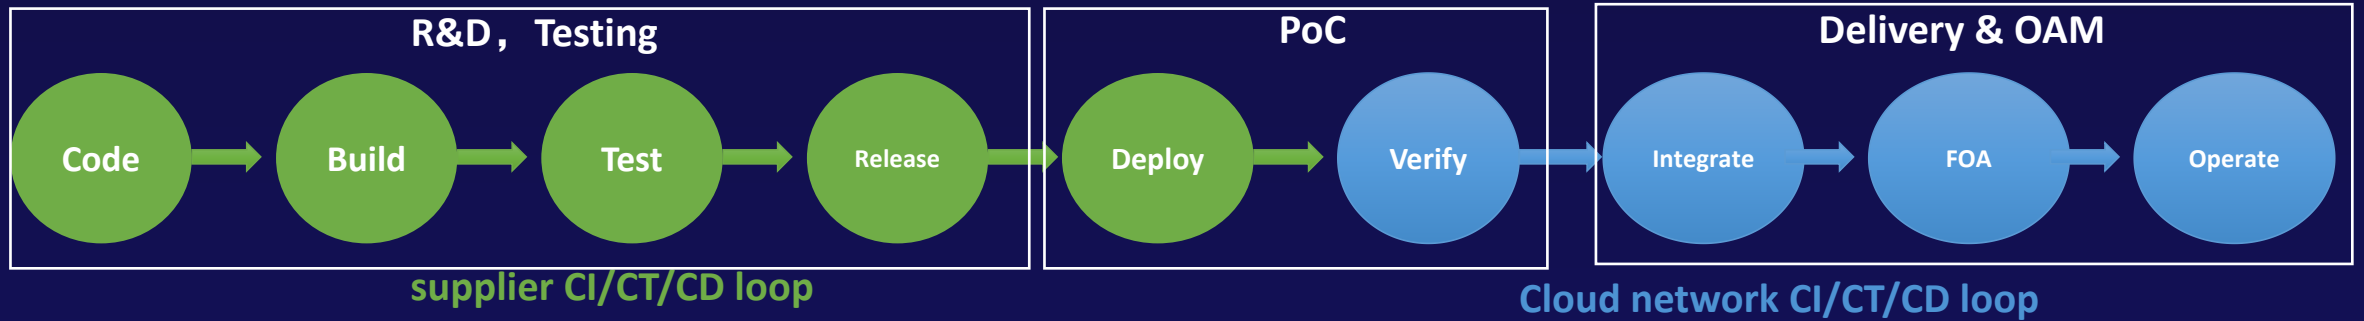 R&D，Testing
PoC
Delivery & OAM
Code
Build
Test
Release
Deploy
Verify
Integrate
FOA
Operate
supplier CI/CT/CD loop
Cloud network CI/CT/CD loop